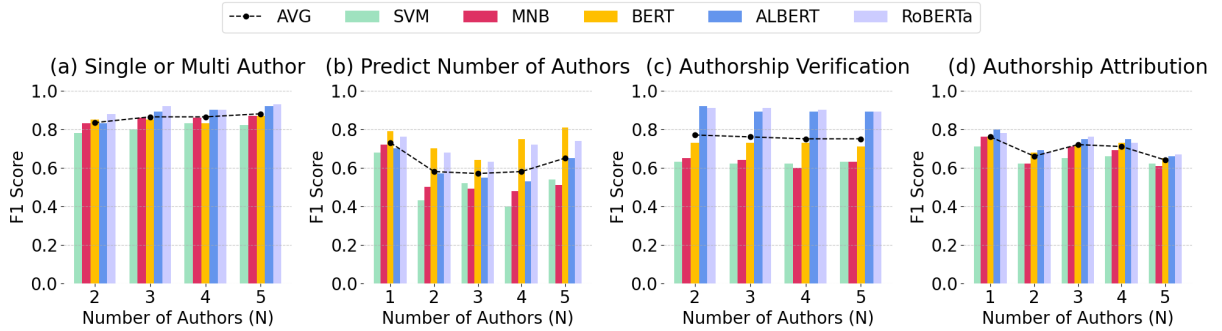 AVG SVM MNB BERT ALBERT RoBERTa
(a) Single or Multi Author
F1 Score
1.0
0.8
0.6
0.4
0.2
0.0
2 3 4 5
Number of Authors (N)
(b) Predict Number of Authors
F1 Score
1.0
0.8
0.6
0.4
0.2
0.0
1 2 3 4 5
Number of Authors (N)
(c) Authorship Verification
F1 Score
1.0
0.8
0.6
0.4
0.2
0.0
2 3 4 5
Number of Authors (N)
(d) Authorship Attribution
F1 Score
1.0
0.8
0.6
0.4
0.2
0.0
1 2 3 4 5
Number of Authors (N)